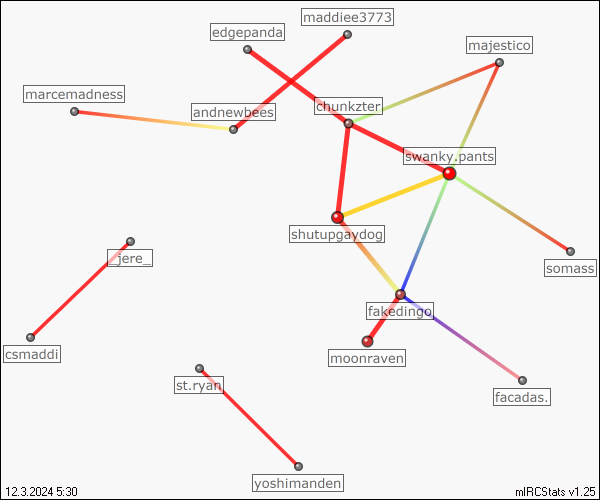 maddiee3773
edgepanda
majestico
marcemadness
andnewbees
chunkzter
swanky.pants
shutupgaydog
_jere_
somass
fakedingo
csmaddi
moonraven
st.ryan
facadas.
yoshimanden
12.3.2024 5:30
mIRCStats v1.25